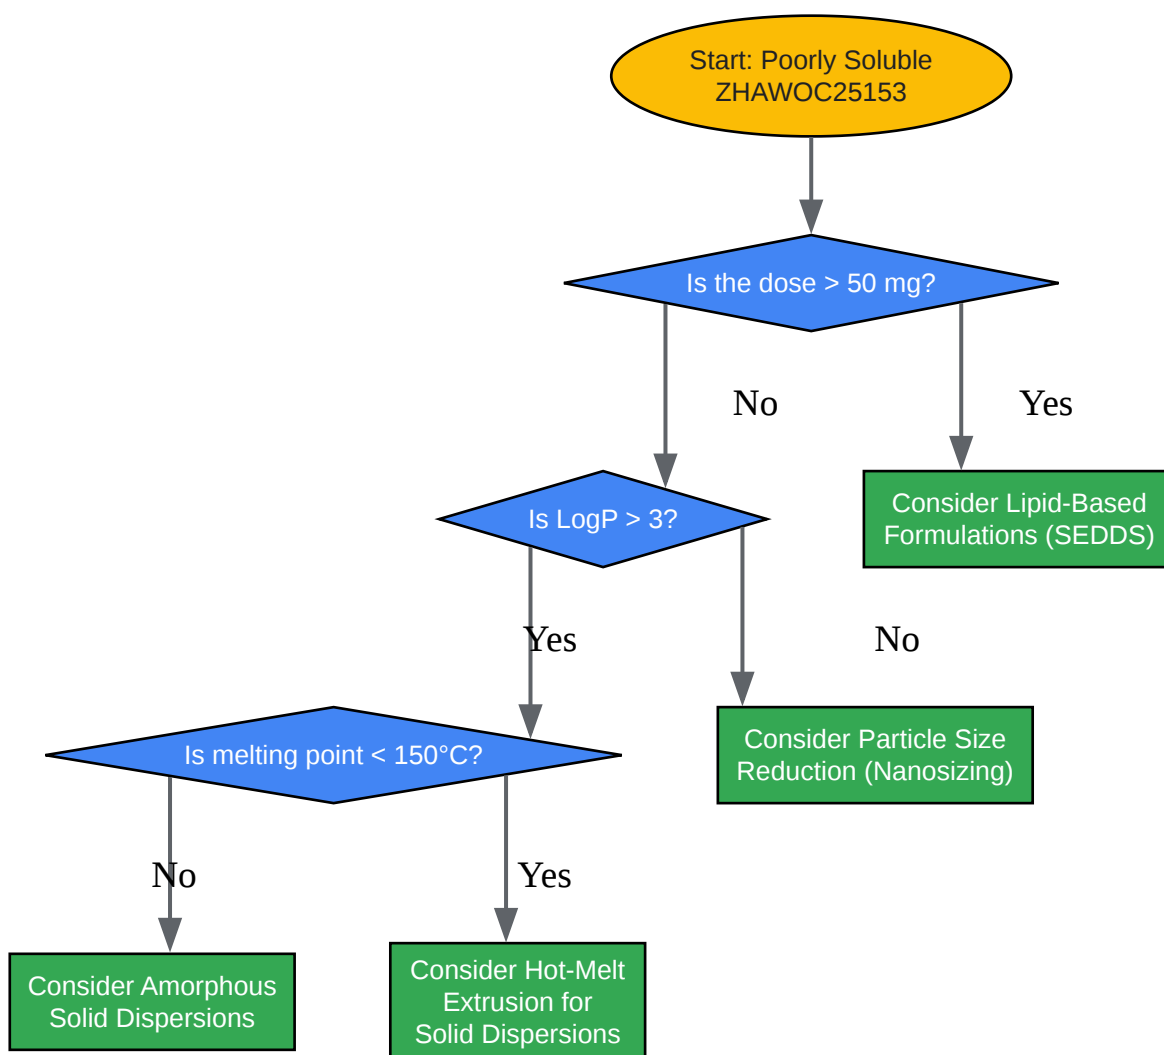 Start: Poorly Soluble
ZHAWOC25153
Is the dose > 50 mg?
No
Yes
Is LogP > 3?
Consider Lipid-Based
Formulations (SEDDS)
Yes
No
Is melting point < 150°C?
Consider Particle Size
Reduction (Nanosizing)
No
Yes
Consider Amorphous
Solid Dispersions
Consider Hot-Melt
Extrusion for
Solid Dispersions